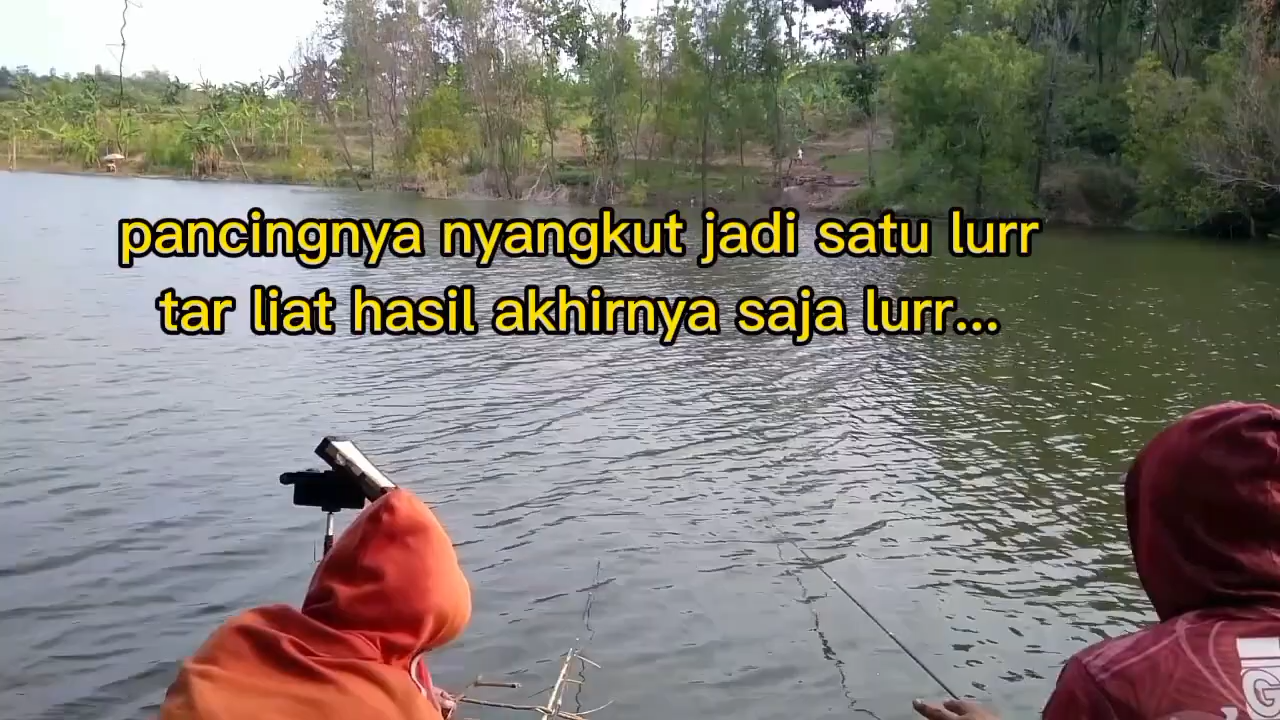 pancingnya nyangkut jadi satu lurr
tar liat hasil akhirnya saja lurr...
G